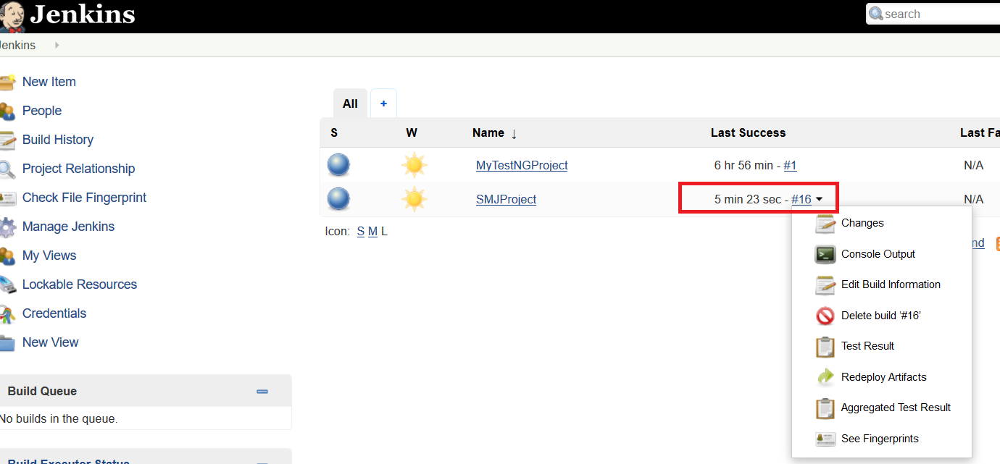 Jenkins
search
Jenkins
New Item
People
Build History
Project Relationship
Check File Fingerprint
Manage Jenkins
My Views
Lockable Resources
Credentials
New View
Build Queue
No builds in the queue.
Build Executor Status
All +
S W Name ↓ Last Success Last Fa
MyTestNGProject 6 hr 56 min - #1 N/A
SMJProject 5 min 23 sec - #16 N/A
Icon: S M L
nd
Changes
Console Output
Edit Build Information
Delete build ‘#16’
Test Result
Redeploy Artifacts
Aggregated Test Result
See Fingerprints